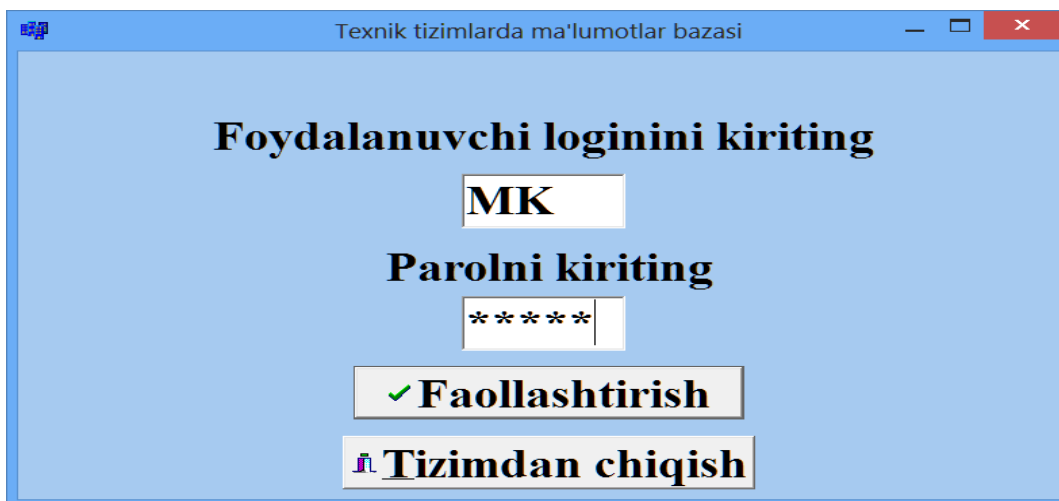 Texnik tizimlarda ma'lumotlar bazasi
Foydalanuvchi loginini kiriting
MK
Parolni kiriting
*****
Faollashtirish
Tizimdan chiqish